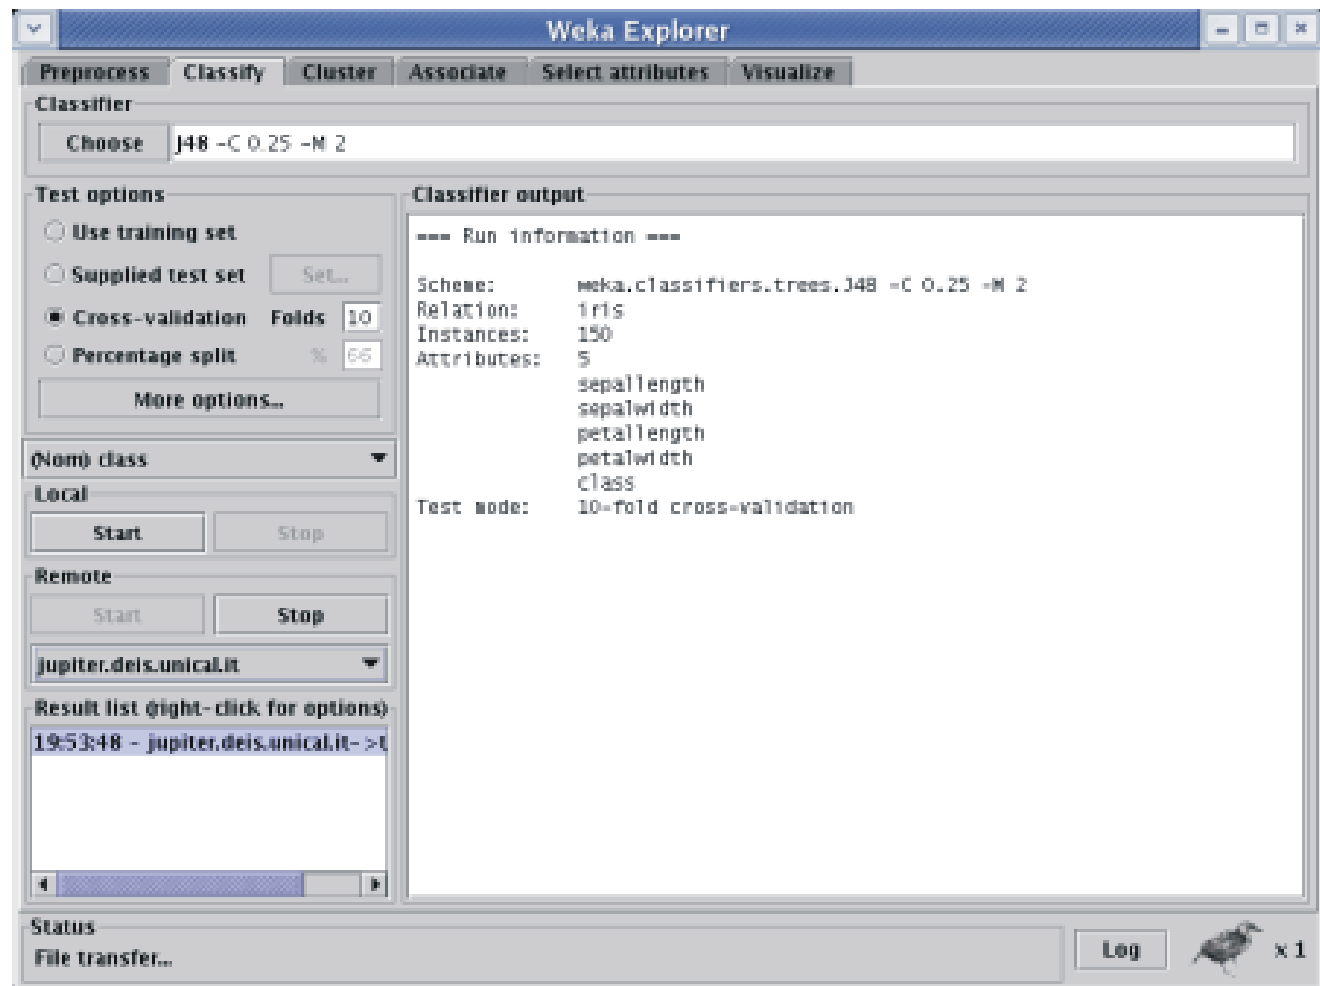 Weka Explorer
Preprocess Classify Cluster Associate Select attributes Visualize
Classifier
Choose J48 -C 0.25 -M 2
Test options
Use training set
Supplied test set Set...
Cross-validation Folds 10
Percentage split % 66
More options...
(Nom) class
Local
Start Stop
Remote
Start Stop
jupiter.deis.unical.it
Result list (right-click for options)
19:53:48 - jupiter.deis.unical.it->t
Classifier output
=== Run information ===
Scheme: weka.classifiers.trees.J48 -C 0.25 -M 2
Relation: iris
Instances: 150
Attributes: 5
sepallength
sepalwidth
petallength
petalwidth
class
Test mode: 10-fold cross-validation
Status
File transfer...
Log x 1